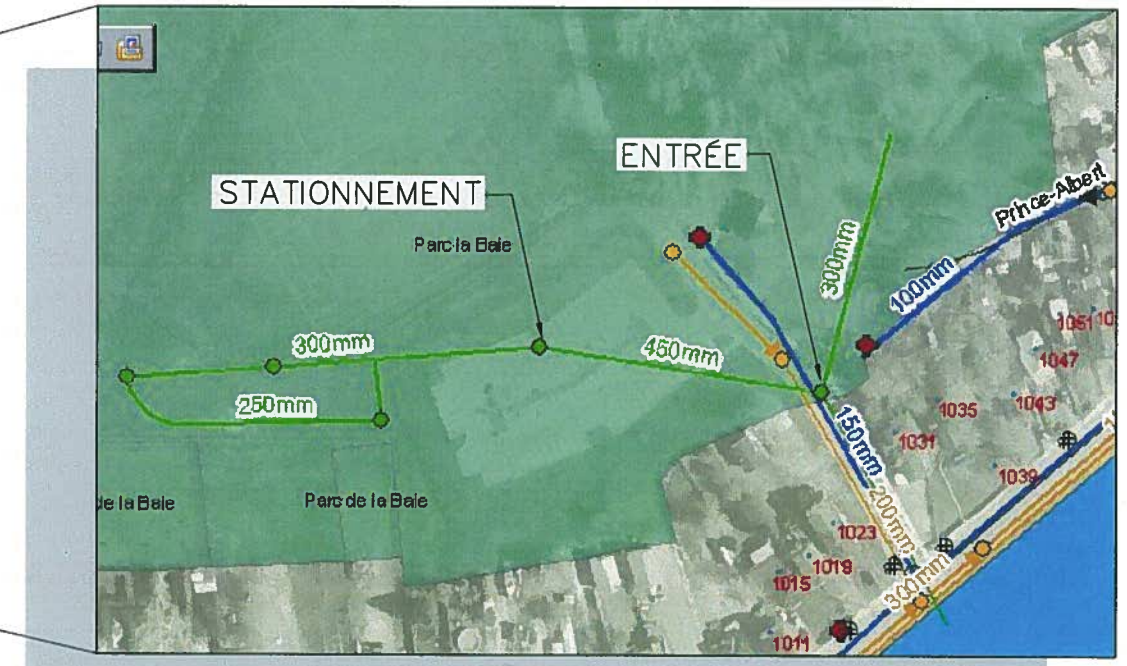 ENTRÉE
STATIONNEMENT
Prince-Albert
Parc la Baie
300mm
100mm
300mm
450mm
250mm
150mm
200mm
300mm
de la Baie
Parc de la Baie
1051
10
1047
1043
1035
1031
1039
1023
1019
1015
1011